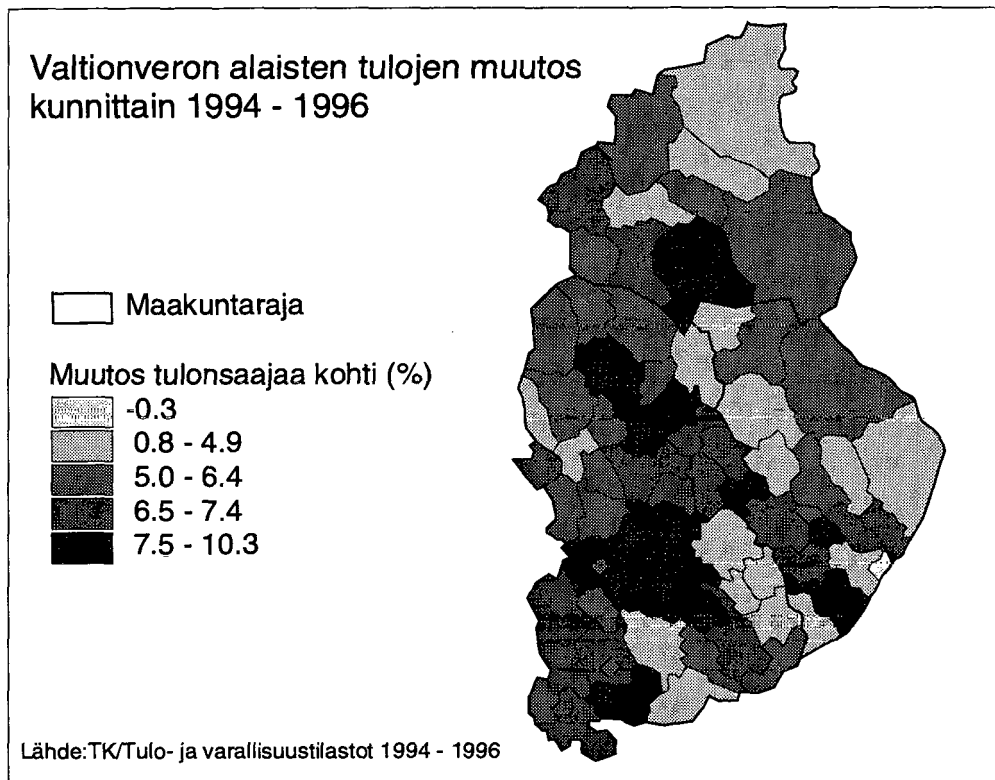 Valtionveron alaisten tulojen muutos
kunnittain 1994 - 1996
Maakuntaraja
Muutos tulonsaajaa kohti (%)
-0.3
0.8 - 4.9
5.0 - 6.4
6.5 - 7.4
7.5 - 10.3
Lähde:TK/Tulo- ja varallisuustilastot 1994 - 1996